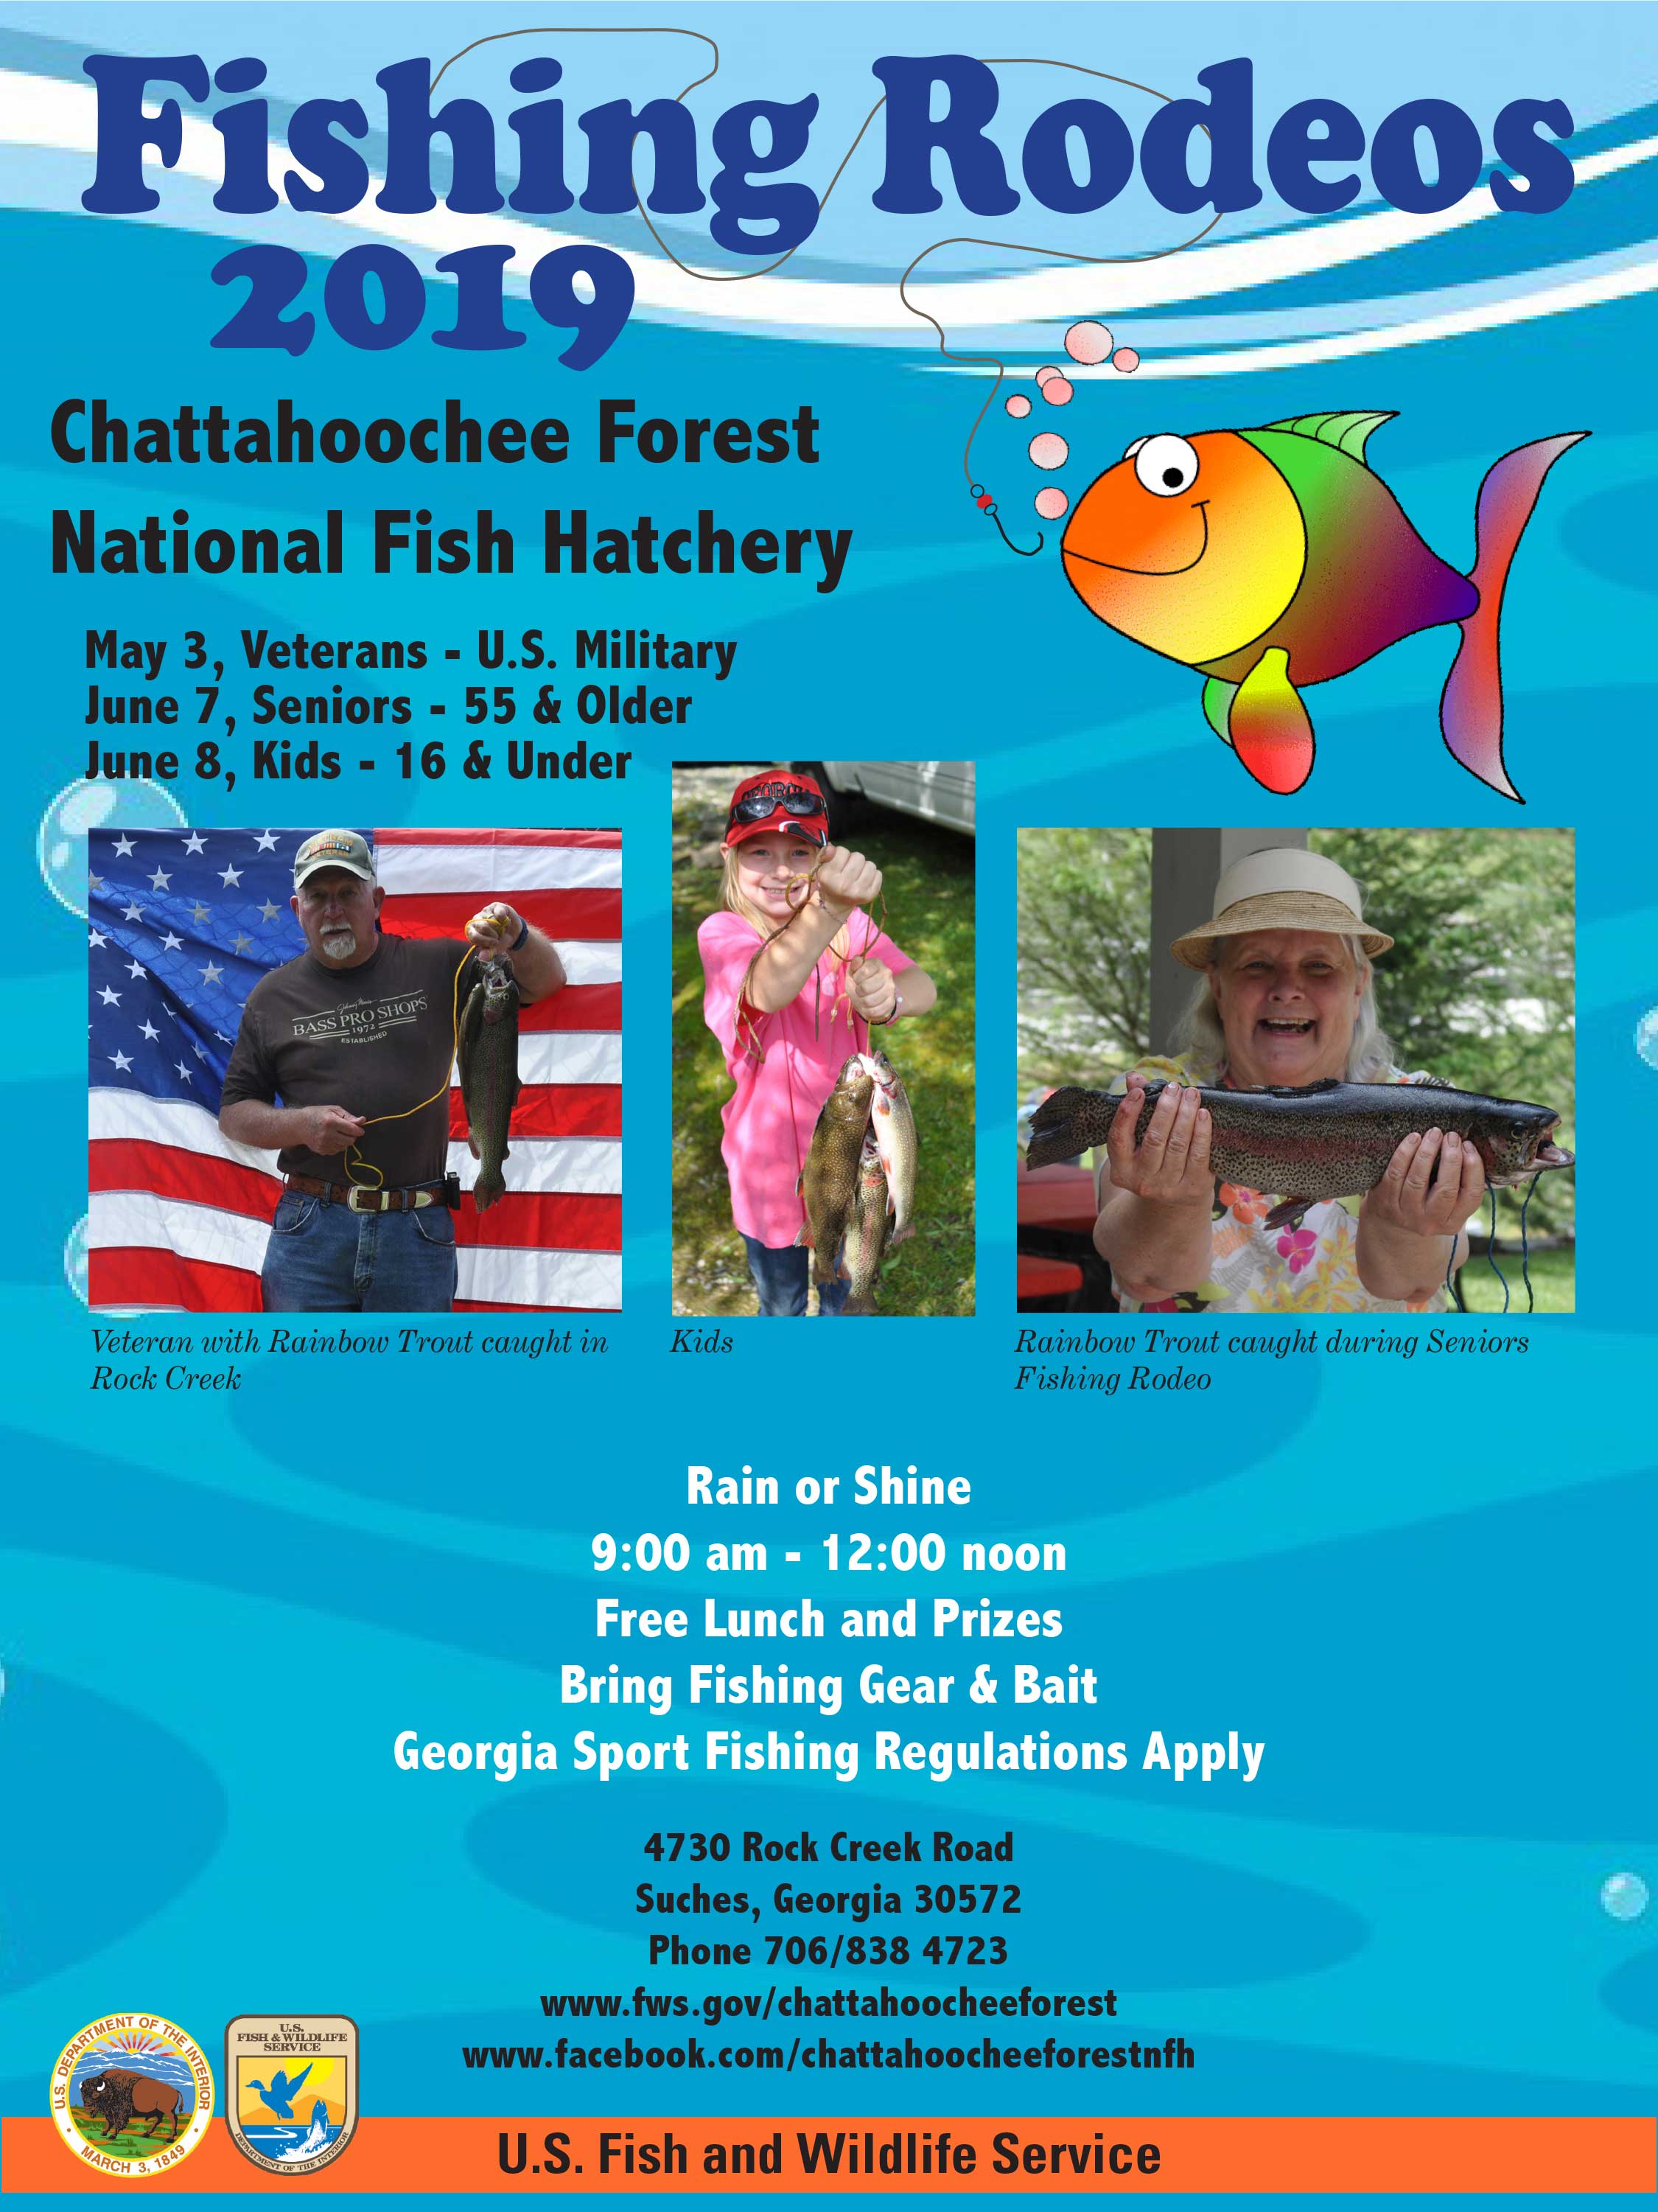 Fishing Rodeos
2019
Chattahoochee Forest
National Fish Hatchery
May 3, Veterans - U.S. Military
June 7, Seniors - 55 & Older
June 8, Kids - 16 & Under
BASS PRO SHOPS
1972
ESTABLISHED
Veteran with Rainbow Trout caught in
Rock Creek
Kids
Rainbow Trout caught during Seniors
Fishing Rodeo
Rain or Shine
9:00 am - 12:00 noon
Free Lunch and Prizes
Bring Fishing Gear & Bait
Georgia Sport Fishing Regulations Apply
4730 Rock Creek Road
Suches, Georgia 30572
Phone 706/838 4723
www.fws.gov/chattahoocheeforest
www.facebook.com/chattahoocheeforestnfh
U.S. DEPARTMENT OF THE INTERIOR
MARCH 3, 1849
U.S.
FISH & WILDLIFE
SERVICE
DEPARTMENT OF THE INTERIOR
U.S. Fish and Wildlife Service